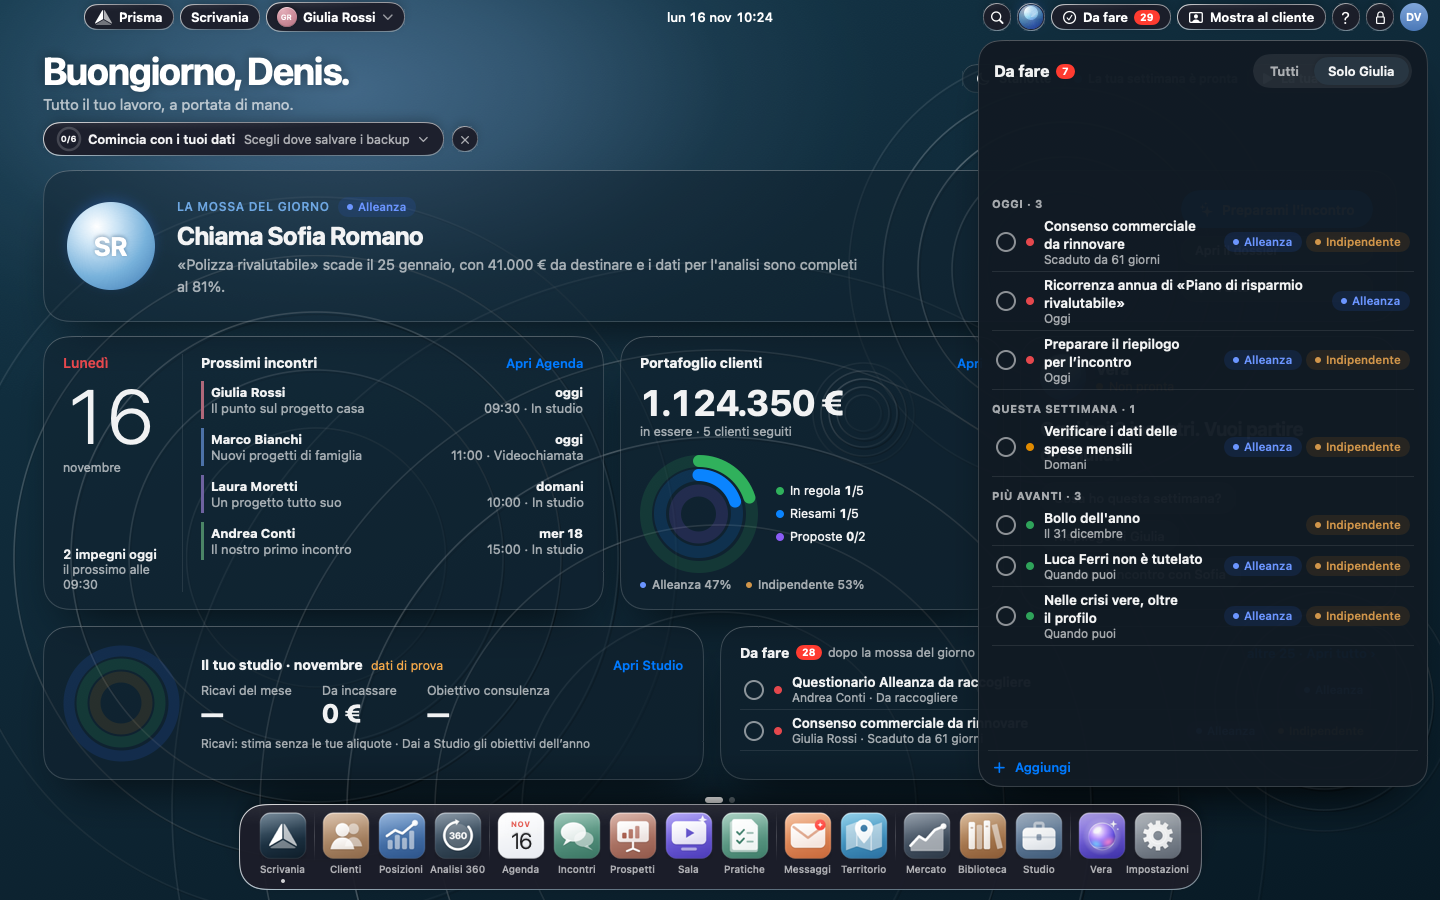 Prisma
Scrivania
GR Giulia Rossi
lun 16 nov 10:24
Da fare 29
Mostra al cliente
?
DV
Buongiorno, Denis.
Tutto il tuo lavoro, a portata di mano.
0/6 Comincia con i tuoi dati Scegli dove salvare i backup
SR
LA MOSSA DEL GIORNO Alleanza
Chiama Sofia Romano
«Polizza rivalutabile» scade il 25 gennaio, con 41.000 € da destinare e i dati per l'analisi sono completi
al 81%.
Lunedì
16
novembre
2 impegni oggi
il prossimo alle
09:30
Prossimi incontri Apri Agenda
Giulia Rossi oggi
Il punto sul progetto casa 09:30 · In studio
Marco Bianchi oggi
Nuovi progetti di famiglia 11:00 · Videochiamata
Laura Moretti domani
Un progetto tutto suo 10:00 · In studio
Andrea Conti mer 18
Il nostro primo incontro 15:00 · In studio
Portafoglio clienti Apr
1.124.350 €
in essere · 5 clienti seguiti
In regola 1/5
Riesami 1/5
Proposte 0/2
Alleanza 47% Indipendente 53%
Il tuo studio · novembre dati di prova Apri Studio
Ricavi del mese Da incassare Obiettivo consulenza
— 0 € —
Ricavi: stima senza le tue aliquote · Dai a Studio gli obiettivi dell'anno
Da fare 28 dopo la mossa del giorno
Questionario Alleanza da raccogliere
Andrea Conti · Da raccogliere
Consenso commerciale da rinnovare
Giulia Rossi · Scaduto da 61 giorn
Da fare 7 Tutti Solo Giulia
OGGI · 3
Consenso commerciale
da rinnovare
Scaduto da 61 giorni
Alleanza Indipendente
Ricorrenza annua di «Piano di risparmio
rivalutabile»
Oggi
Alleanza
Preparare il riepilogo
per l'incontro
Oggi
Alleanza Indipendente
QUESTA SETTIMANA · 1
Verificare i dati delle
spese mensili
Domani
Alleanza Indipendente
PIÙ AVANTI · 3
Bollo dell'anno
Il 31 dicembre
Indipendente
Luca Ferri non è tutelato
Quando puoi
Alleanza Indipendente
Nelle crisi vere, oltre
il profilo
Quando puoi
Alleanza Indipendente
+ Aggiungi
NOV
16
360
Scrivania Clienti Posizioni Analisi 360 Agenda Incontri Prospetti Sala Pratiche Messaggi Territorio Mercato Biblioteca Studio Vera Impostazioni